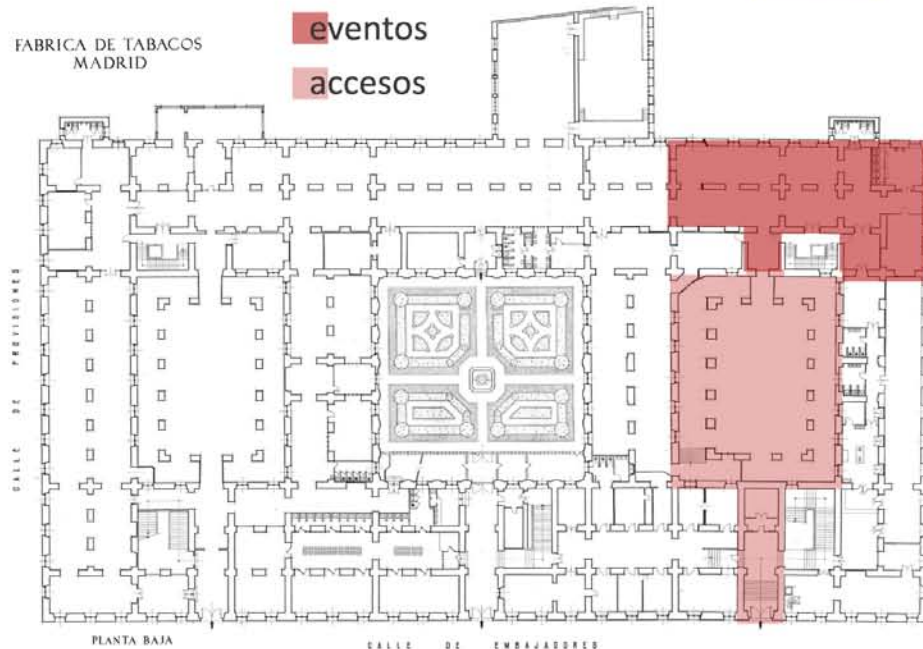 FABRICA DE TABACOS
MADRID
eventos
accesos
CALLE DE PROVISIONES
PLANTA BAJA
CALLE DE EMBAJADORES